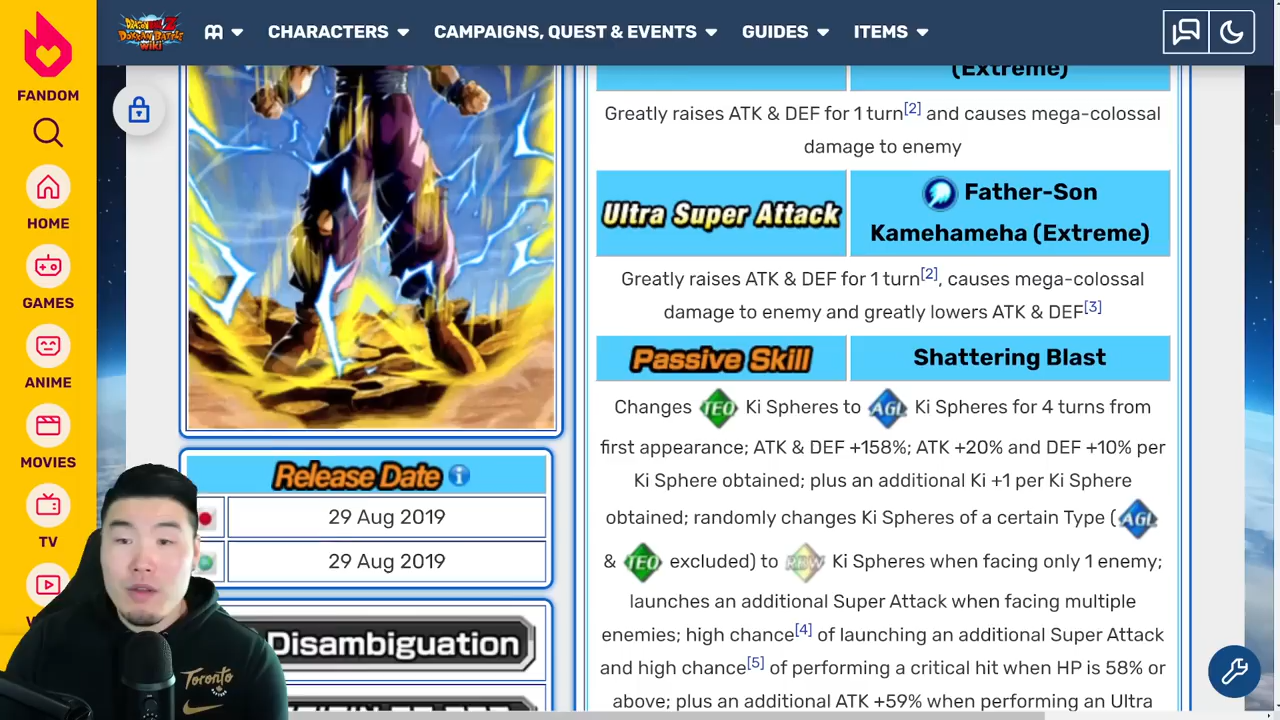 DRAGON BALL Z
DOKKAN BATTLE
WIKI
CHARACTERS
CAMPAIGNS, QUEST & EVENTS
GUIDES
ITEMS
FANDOM
HOME
GAMES
ANIME
MOVIES
TV
(Extreme)
Greatly raises ATK & DEF for 1 turn[2] and causes mega-colossal
damage to enemy
Ultra Super Attack
Father-Son
Kamehameha (Extreme)
Greatly raises ATK & DEF for 1 turn[2], causes mega-colossal
damage to enemy and greatly lowers ATK & DEF[3]
Passive Skill
Shattering Blast
Changes TEQ Ki Spheres to AGL Ki Spheres for 4 turns from
first appearance; ATK & DEF +158%; ATK +20% and DEF +10% per
Ki Sphere obtained; plus an additional Ki +1 per Ki Sphere
obtained; randomly changes Ki Spheres of a certain Type (AGL
& TEQ excluded) to RBW Ki Spheres when facing only 1 enemy;
launches an additional Super Attack when facing multiple
enemies; high chance[4] of launching an additional Super Attack
and high chance[5] of performing a critical hit when HP is 58% or
above; plus an additional ATK +59% when performing an Ultra
Release Date i
29 Aug 2019
29 Aug 2019
Disambiguation
Toronto